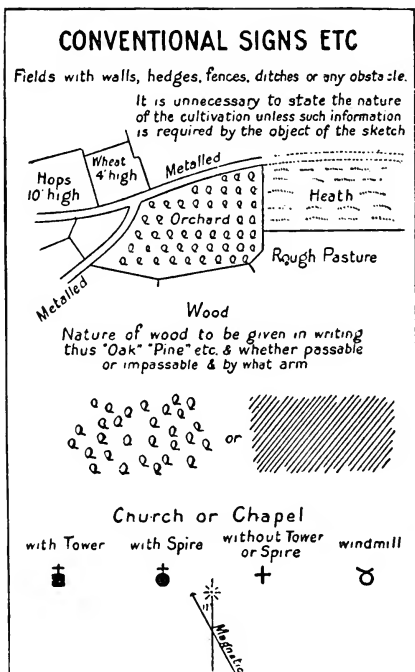 CONVENTIONAL SIGNS ETC
Fields with walls, hedges, fences, ditches or any obstacle.
It is unnecessary to state the nature
of the cultivation unless such information
is required by the object of the sketch
Hops
10' high
Wheat
4' high
Metalled
Orchard
Heath
Metalled
Rough Pasture
Wood
Nature of wood to be given in writing
thus "Oak" "Pine" etc. & whether passable
or impassable & by what arm
or
Church or Chapel
with Tower
with Spire
without Tower
or Spire
windmill
11°
Magnetic